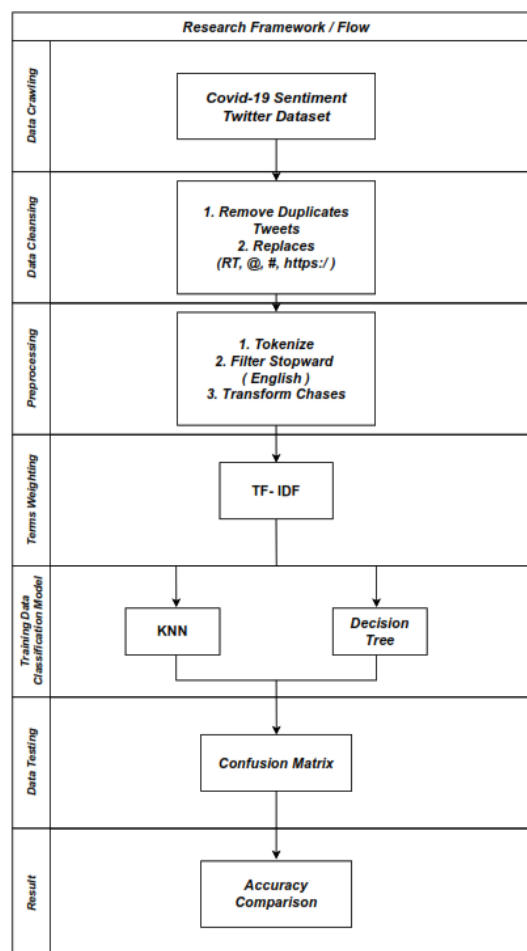 Research Framework / Flow
Data Crawling
Covid-19 Sentiment
Twitter Dataset
Data Cleansing
1. Remove Duplicates
Tweets
2. Replaces
(RT, @, #, https:/ )
Preprocessing
1. Tokenize
2. Filter Stopward
( English )
3. Transform Chases
Terms Weighting
TF- IDF
Training Data
Classification Model
KNN
Decision
Tree
Data Testing
Confusion Matrix
Result
Accuracy
Comparison